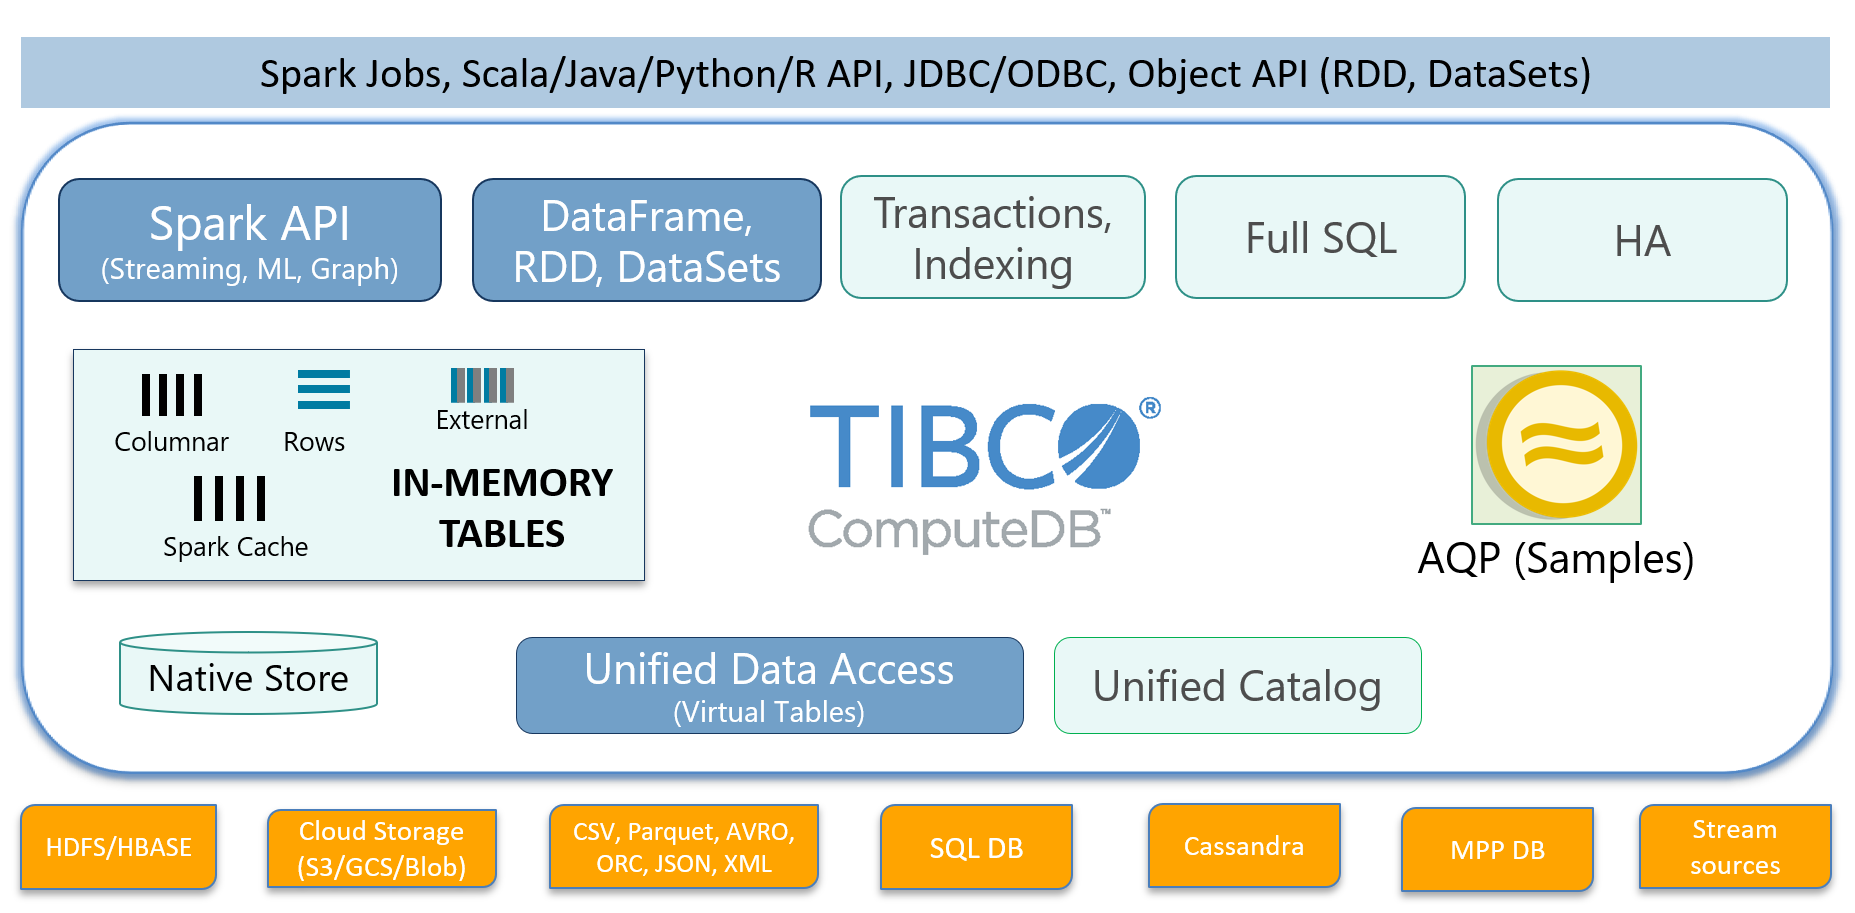 Spark Jobs, Scala/Java/Python/R API, JDBC/ODBC, Object API (RDD, DataSets)
Spark API
(Streaming, ML, Graph)
DataFrame,
RDD, DataSets
Transactions,
Indexing
Full SQL
HA
Columnar
Rows
External
Spark Cache
IN-MEMORY
TABLES
TIBCO®
ComputeDB™
AQP (Samples)
Native Store
Unified Data Access
(Virtual Tables)
Unified Catalog
HDFS/HBASE
Cloud Storage
(S3/GCS/Blob)
CSV, Parquet, AVRO,
ORC, JSON, XML
SQL DB
Cassandra
MPP DB
Stream
sources